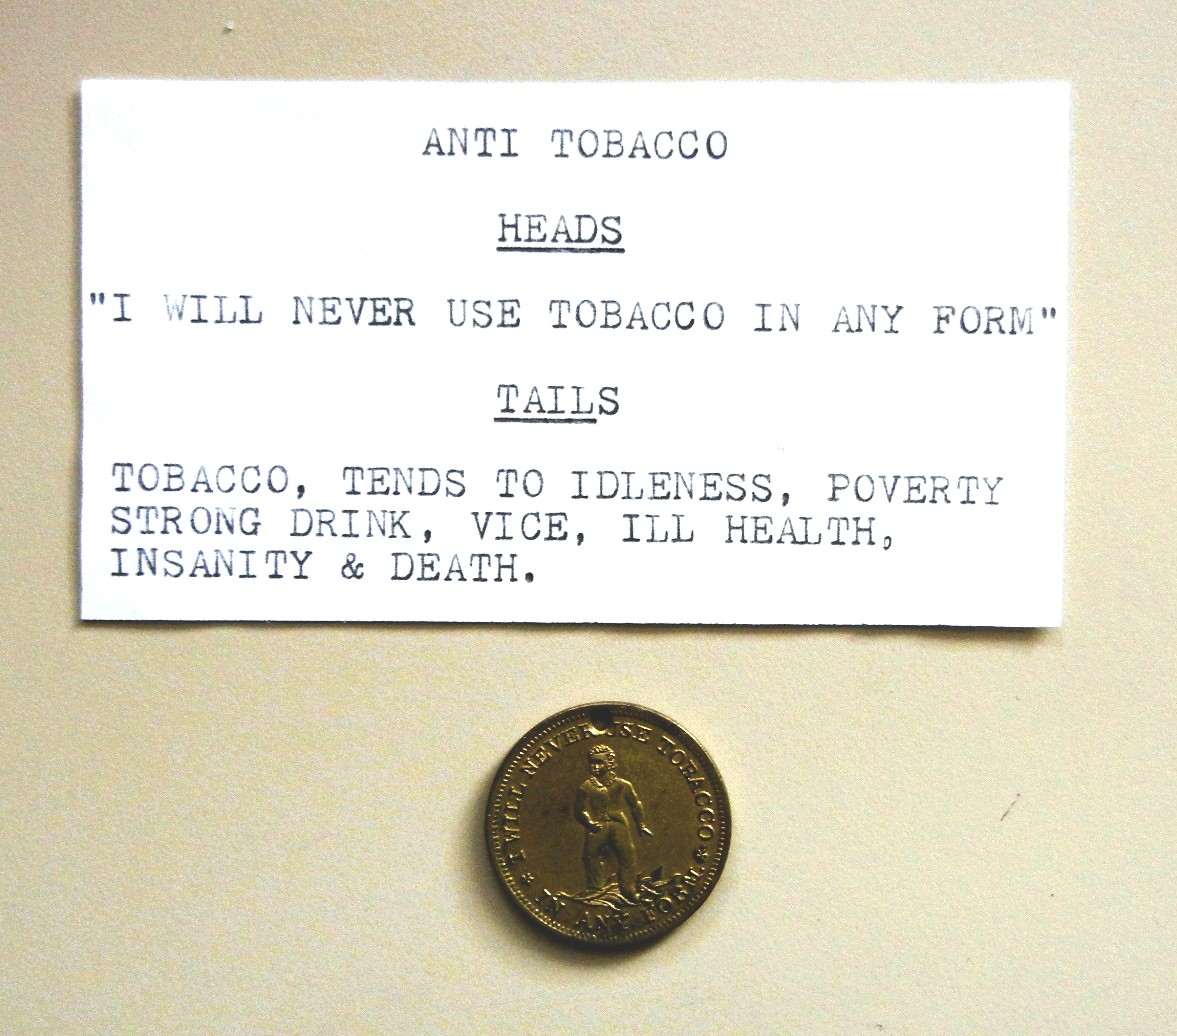 ANTI TOBACCO
HEADS
"I WILL NEVER USE TOBACCO IN ANY FORM"
TAILS
TOBACCO, TENDS TO IDLENESS, POVERTY
STRONG DRINK, VICE, ILL HEALTH,
INSANITY & DEATH.
I WILL NEVER USE TOBACCO
IN ANY FORM.